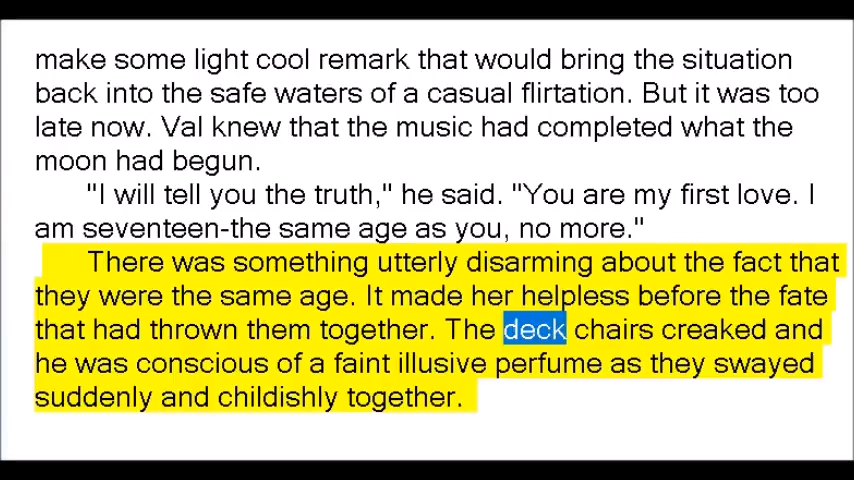 make some light cool remark that would bring the situation
back into the safe waters of a casual flirtation. But it was too
late now. Val knew that the music had completed what the
moon had begun.
"I will tell you the truth," he said. "You are my first love. I
am seventeen-the same age as you, no more."
There was something utterly disarming about the fact that
they were the same age. It made her helpless before the fate
that had thrown them together. The deck chairs creaked and
he was conscious of a faint illusive perfume as they swayed
suddenly and childishly together.